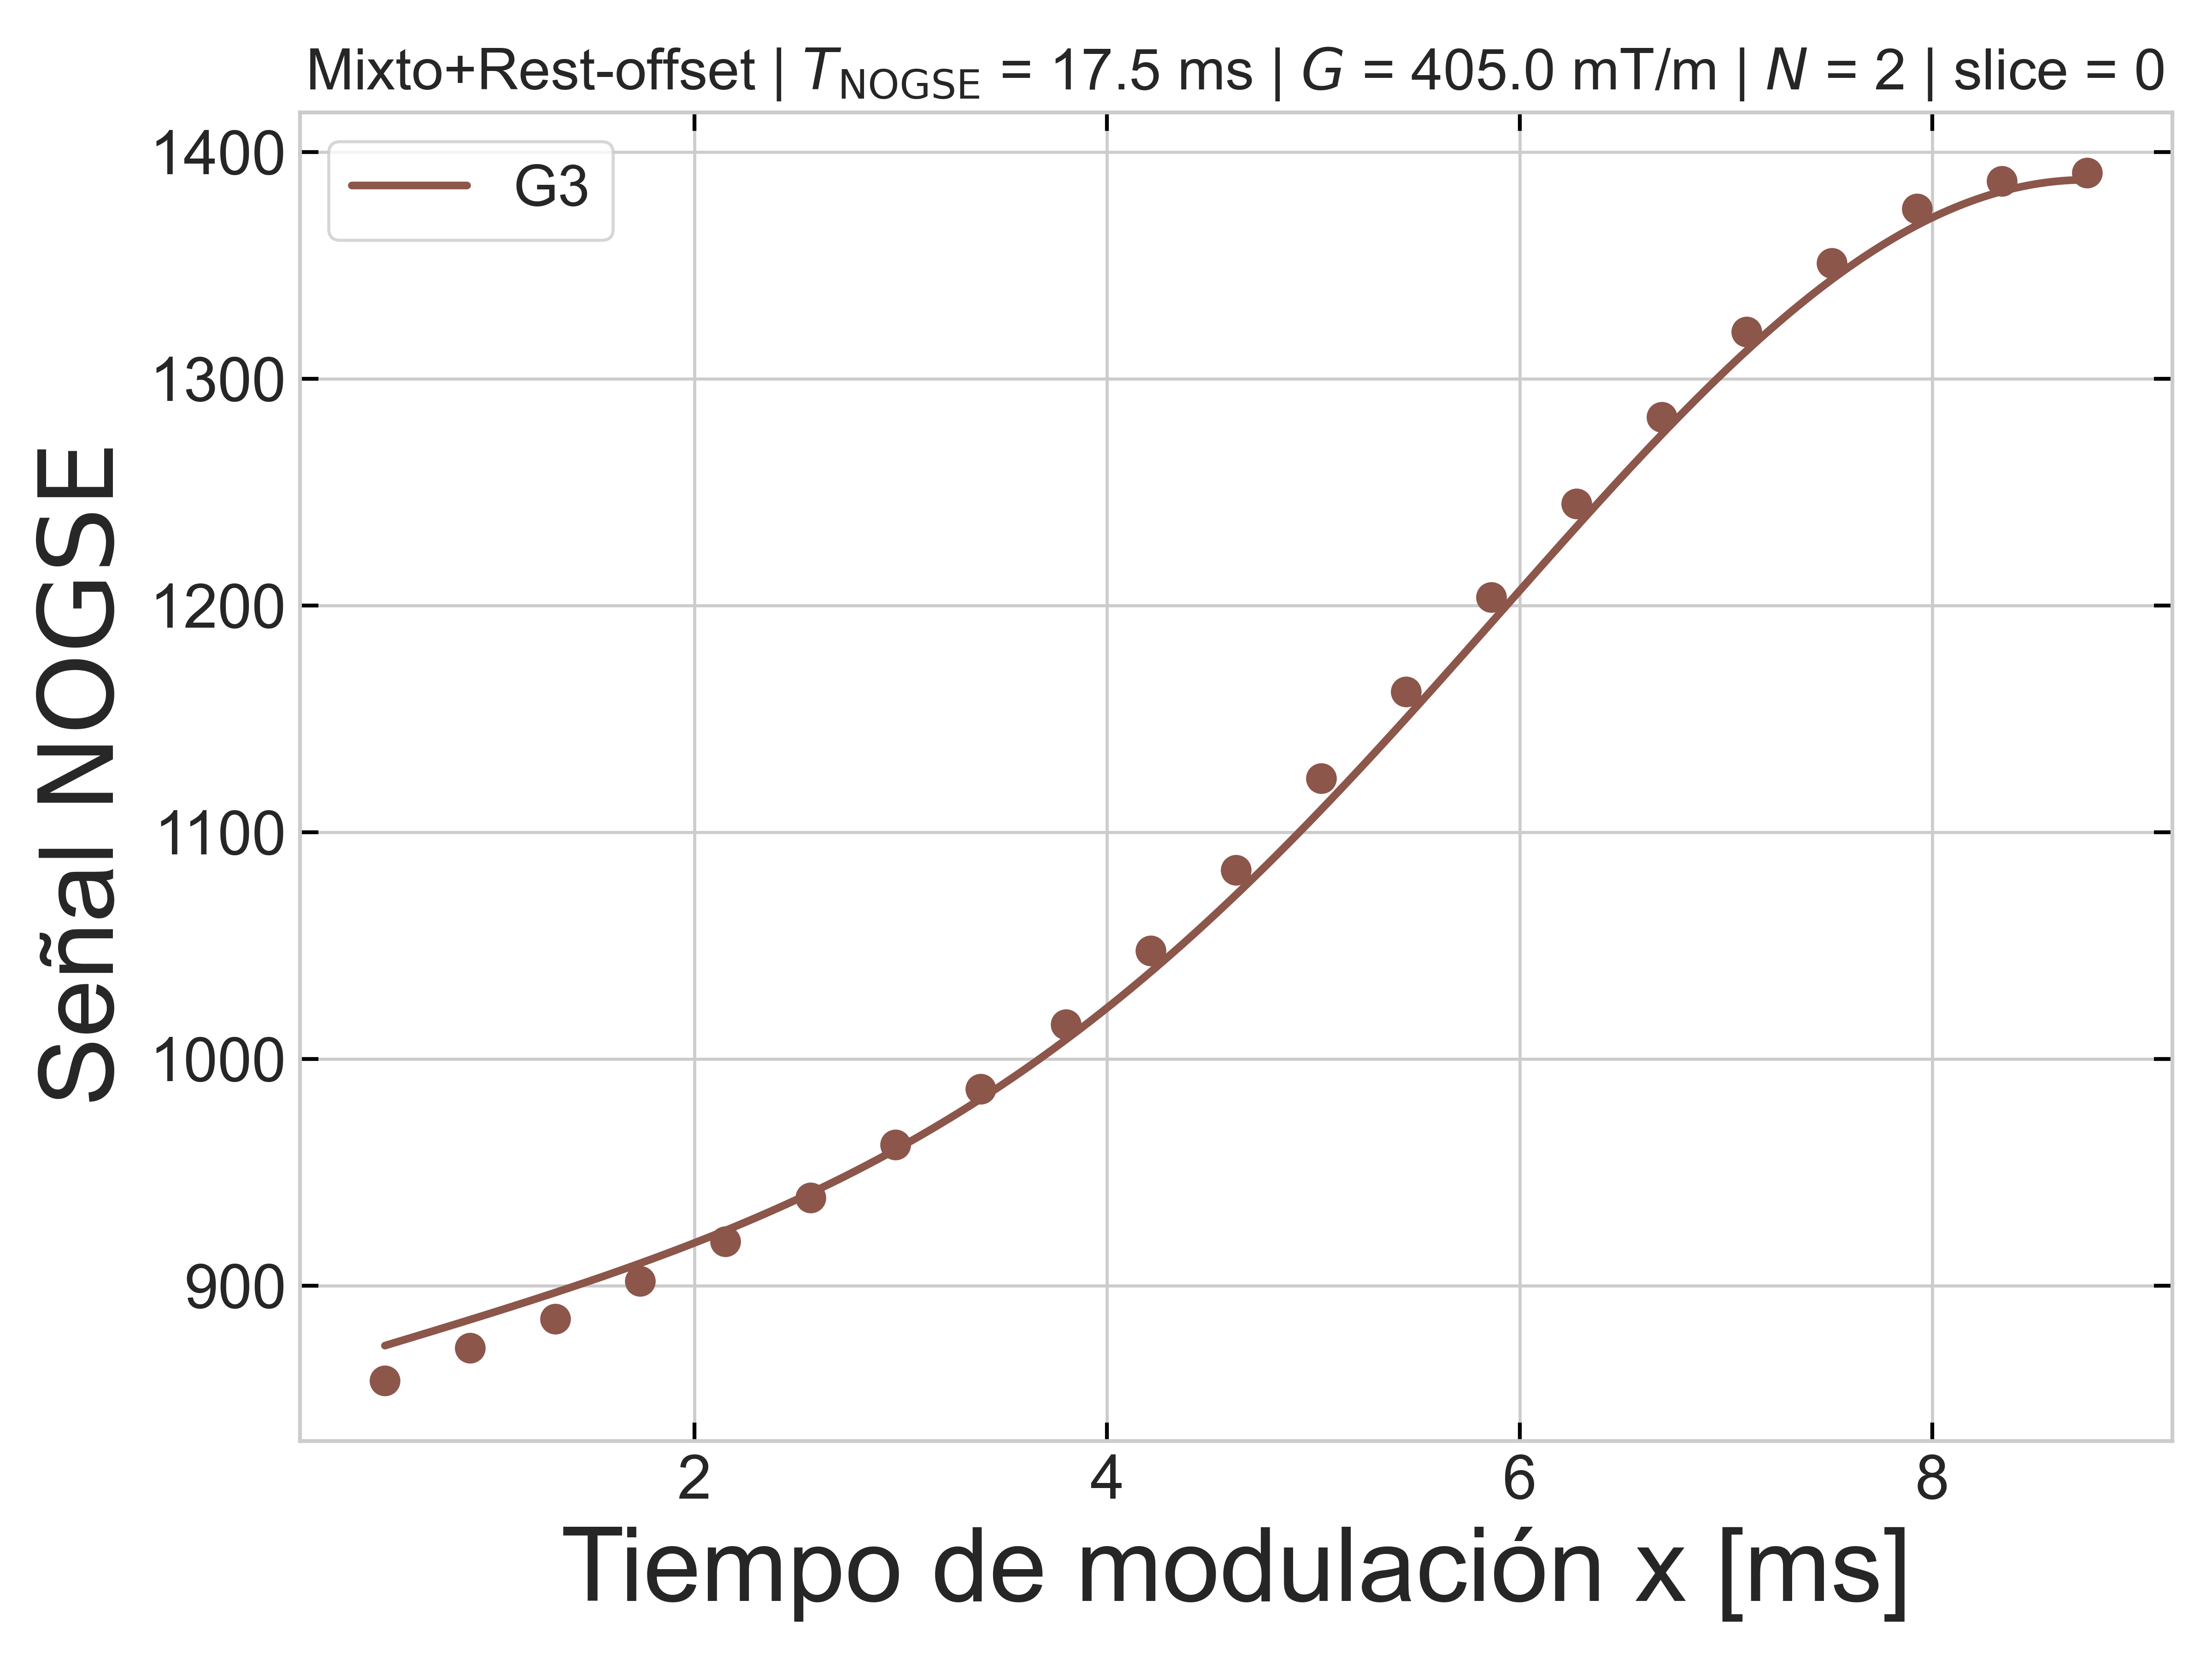 Mixto+Rest-offset | T_NOGSE = 17.5 ms | G = 405.0 mT/m | N = 2 | slice = 0
G3
1400
1300
1200
1100
1000
900
Señal NOGSE
2 4 6 8
Tiempo de modulación x [ms]